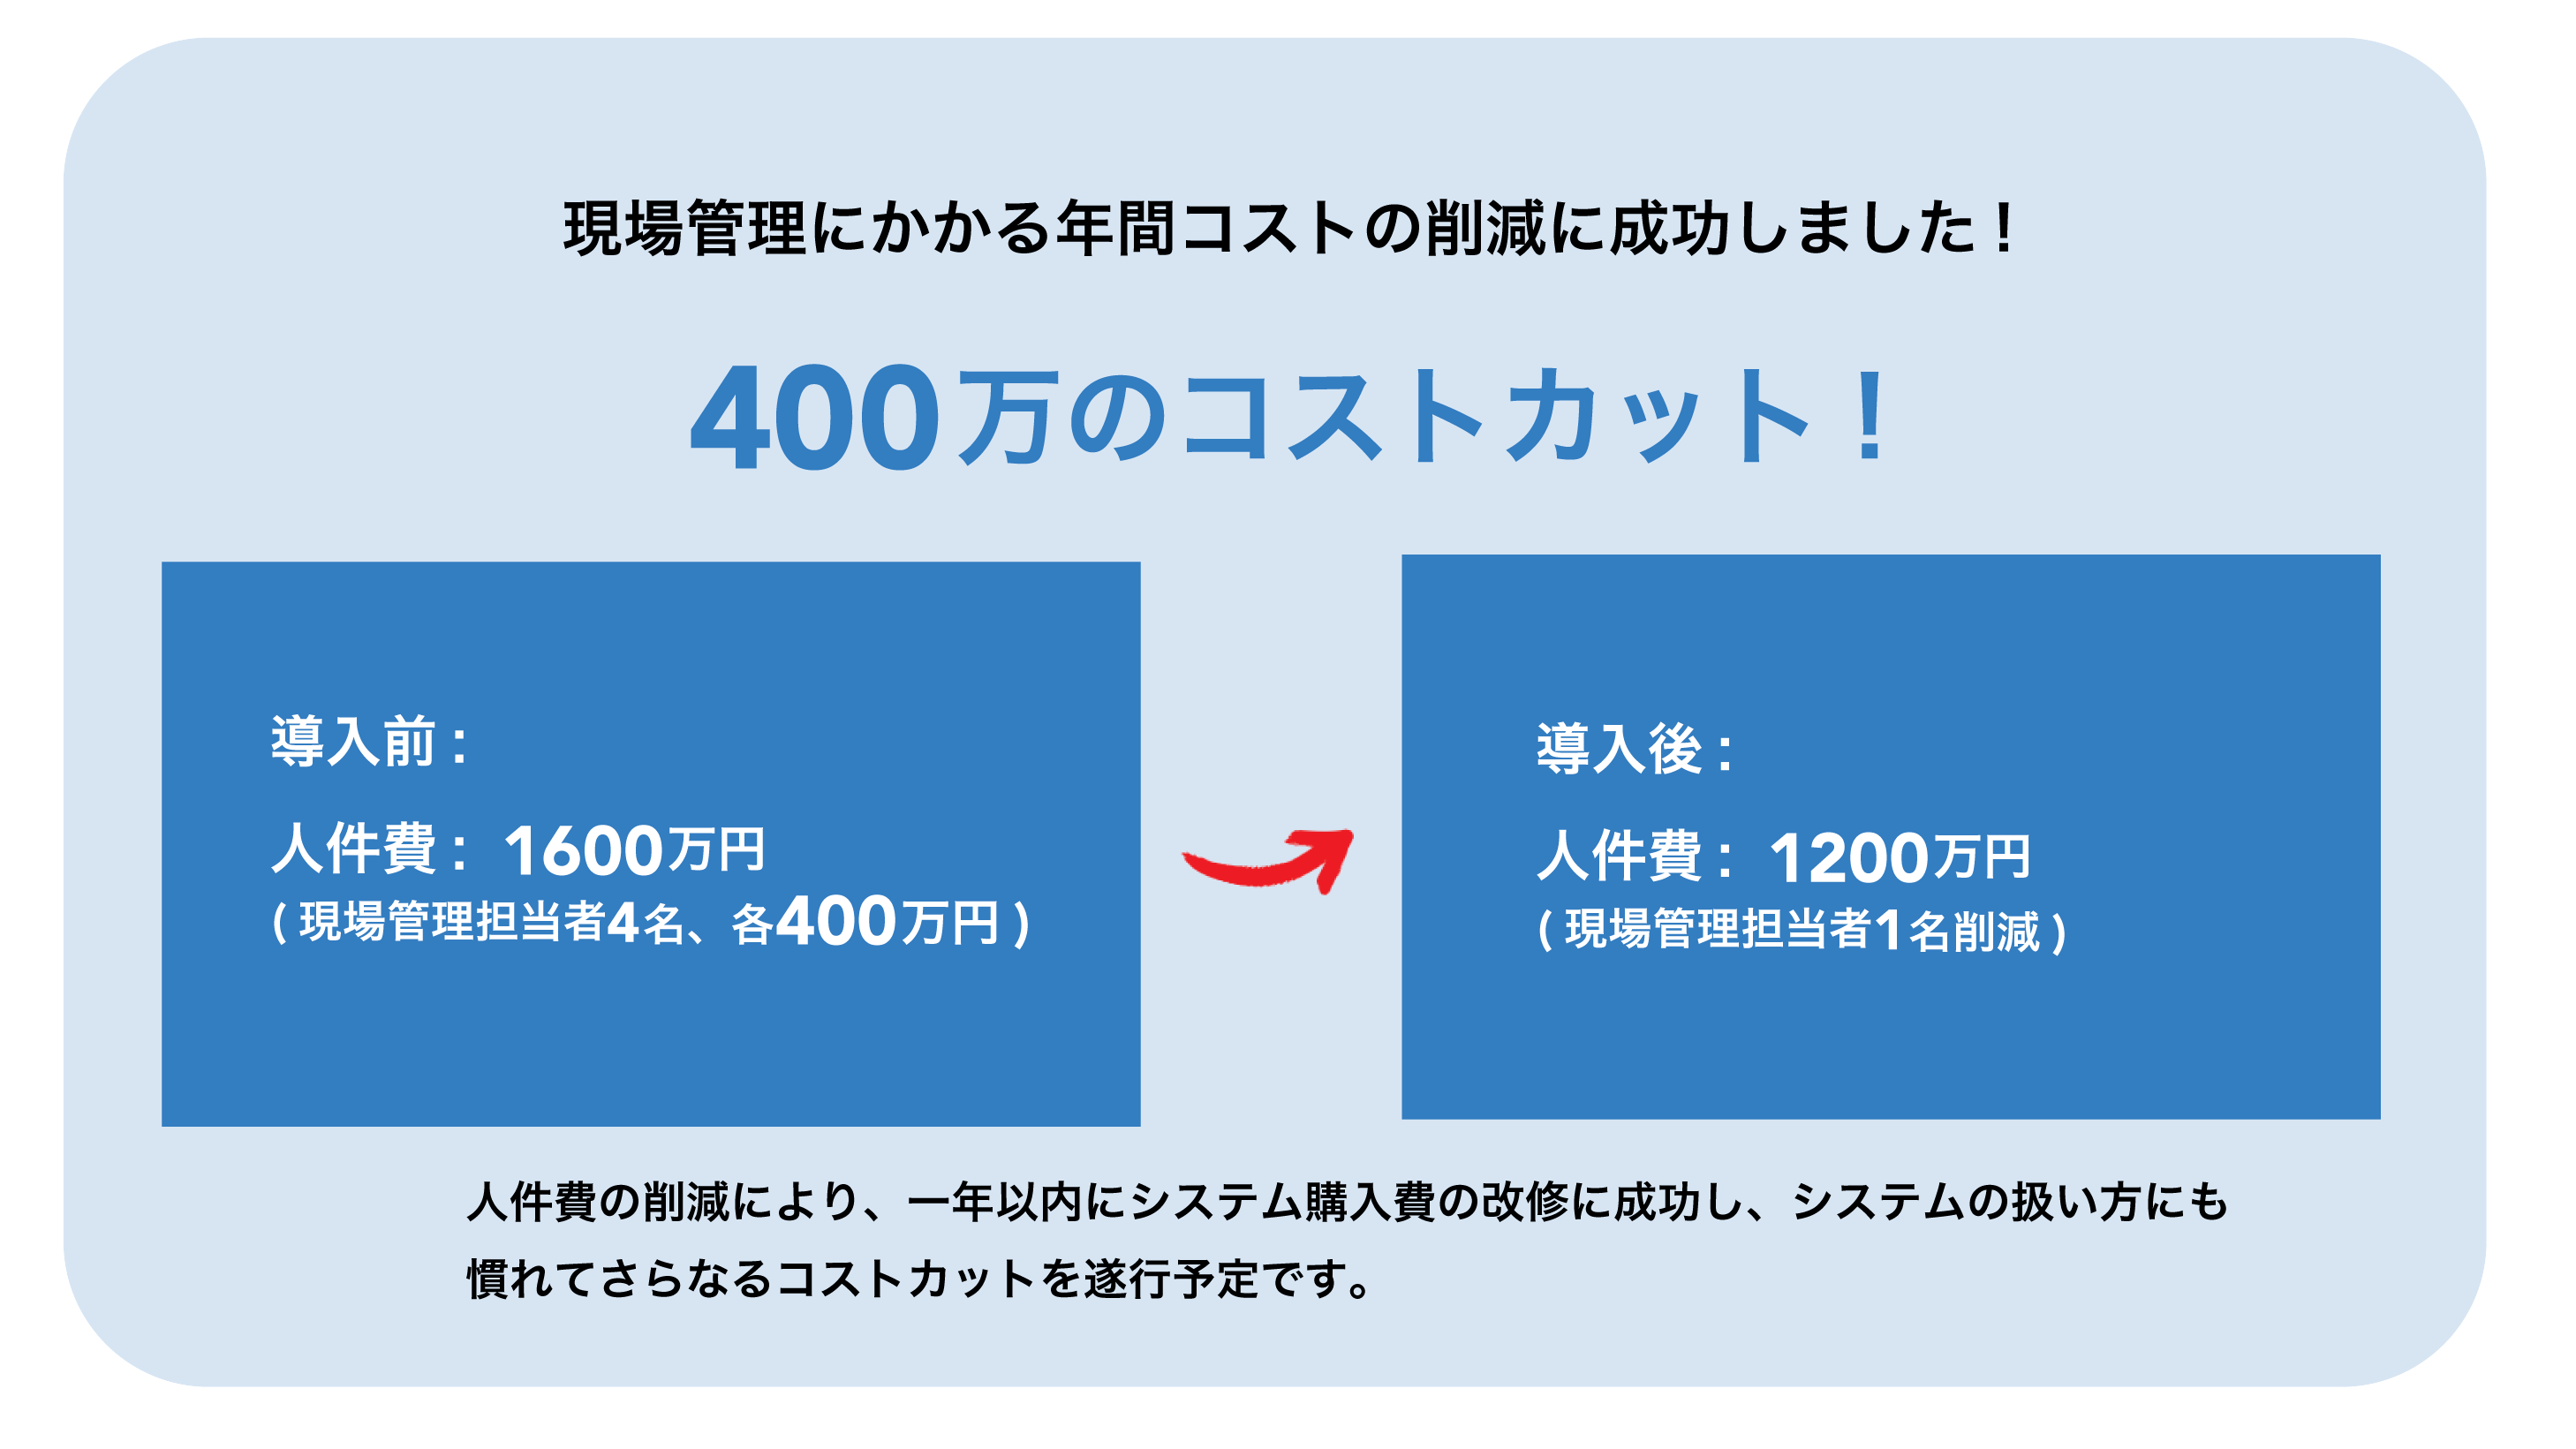 現場管理にかかる年間コストの削減に成功しました！
400万のコストカット！
導入前：
人件費： 1600万円
( 現場管理担当者4名、各400万円 )
導入後：
人件費： 1200万円
( 現場管理担当者1名削減 )
人件費の削減により、一年以内にシステム購入費の改修に成功し、システムの扱い方にも
慣れてさらなるコストカットを遂行予定です。